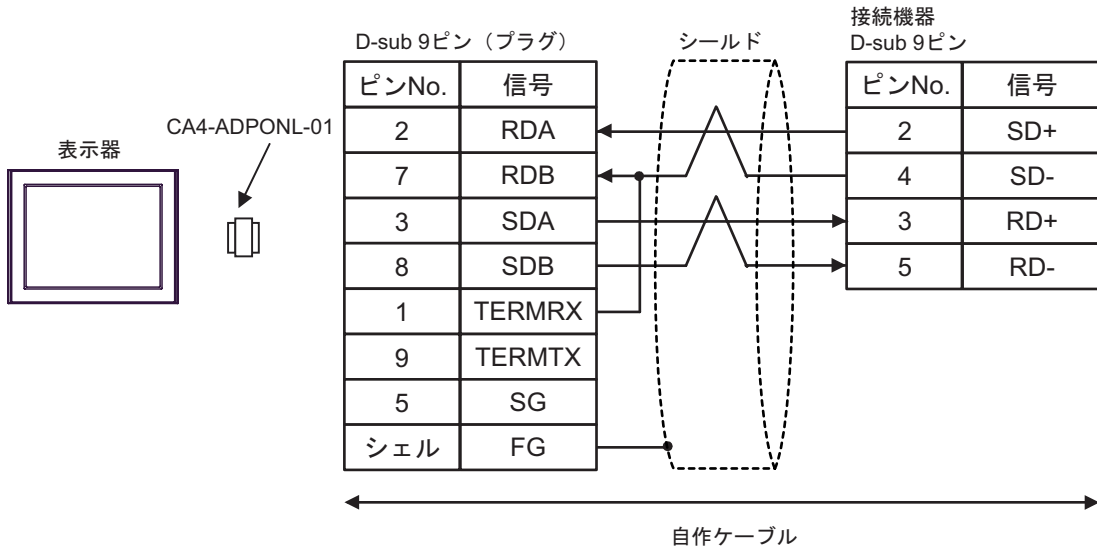 接続機器
D-sub 9ピン（プラグ）
シールド
D-sub 9ピン
ピンNo. 信号
ピンNo. 信号
CA4-ADPONL-01
表示器
2 RDA
2 SD+
7 RDB
4 SD-
3 SDA
3 RD+
8 SDB
5 RD-
1 TERMRX
9 TERMTX
5 SG
シェル FG
自作ケーブル